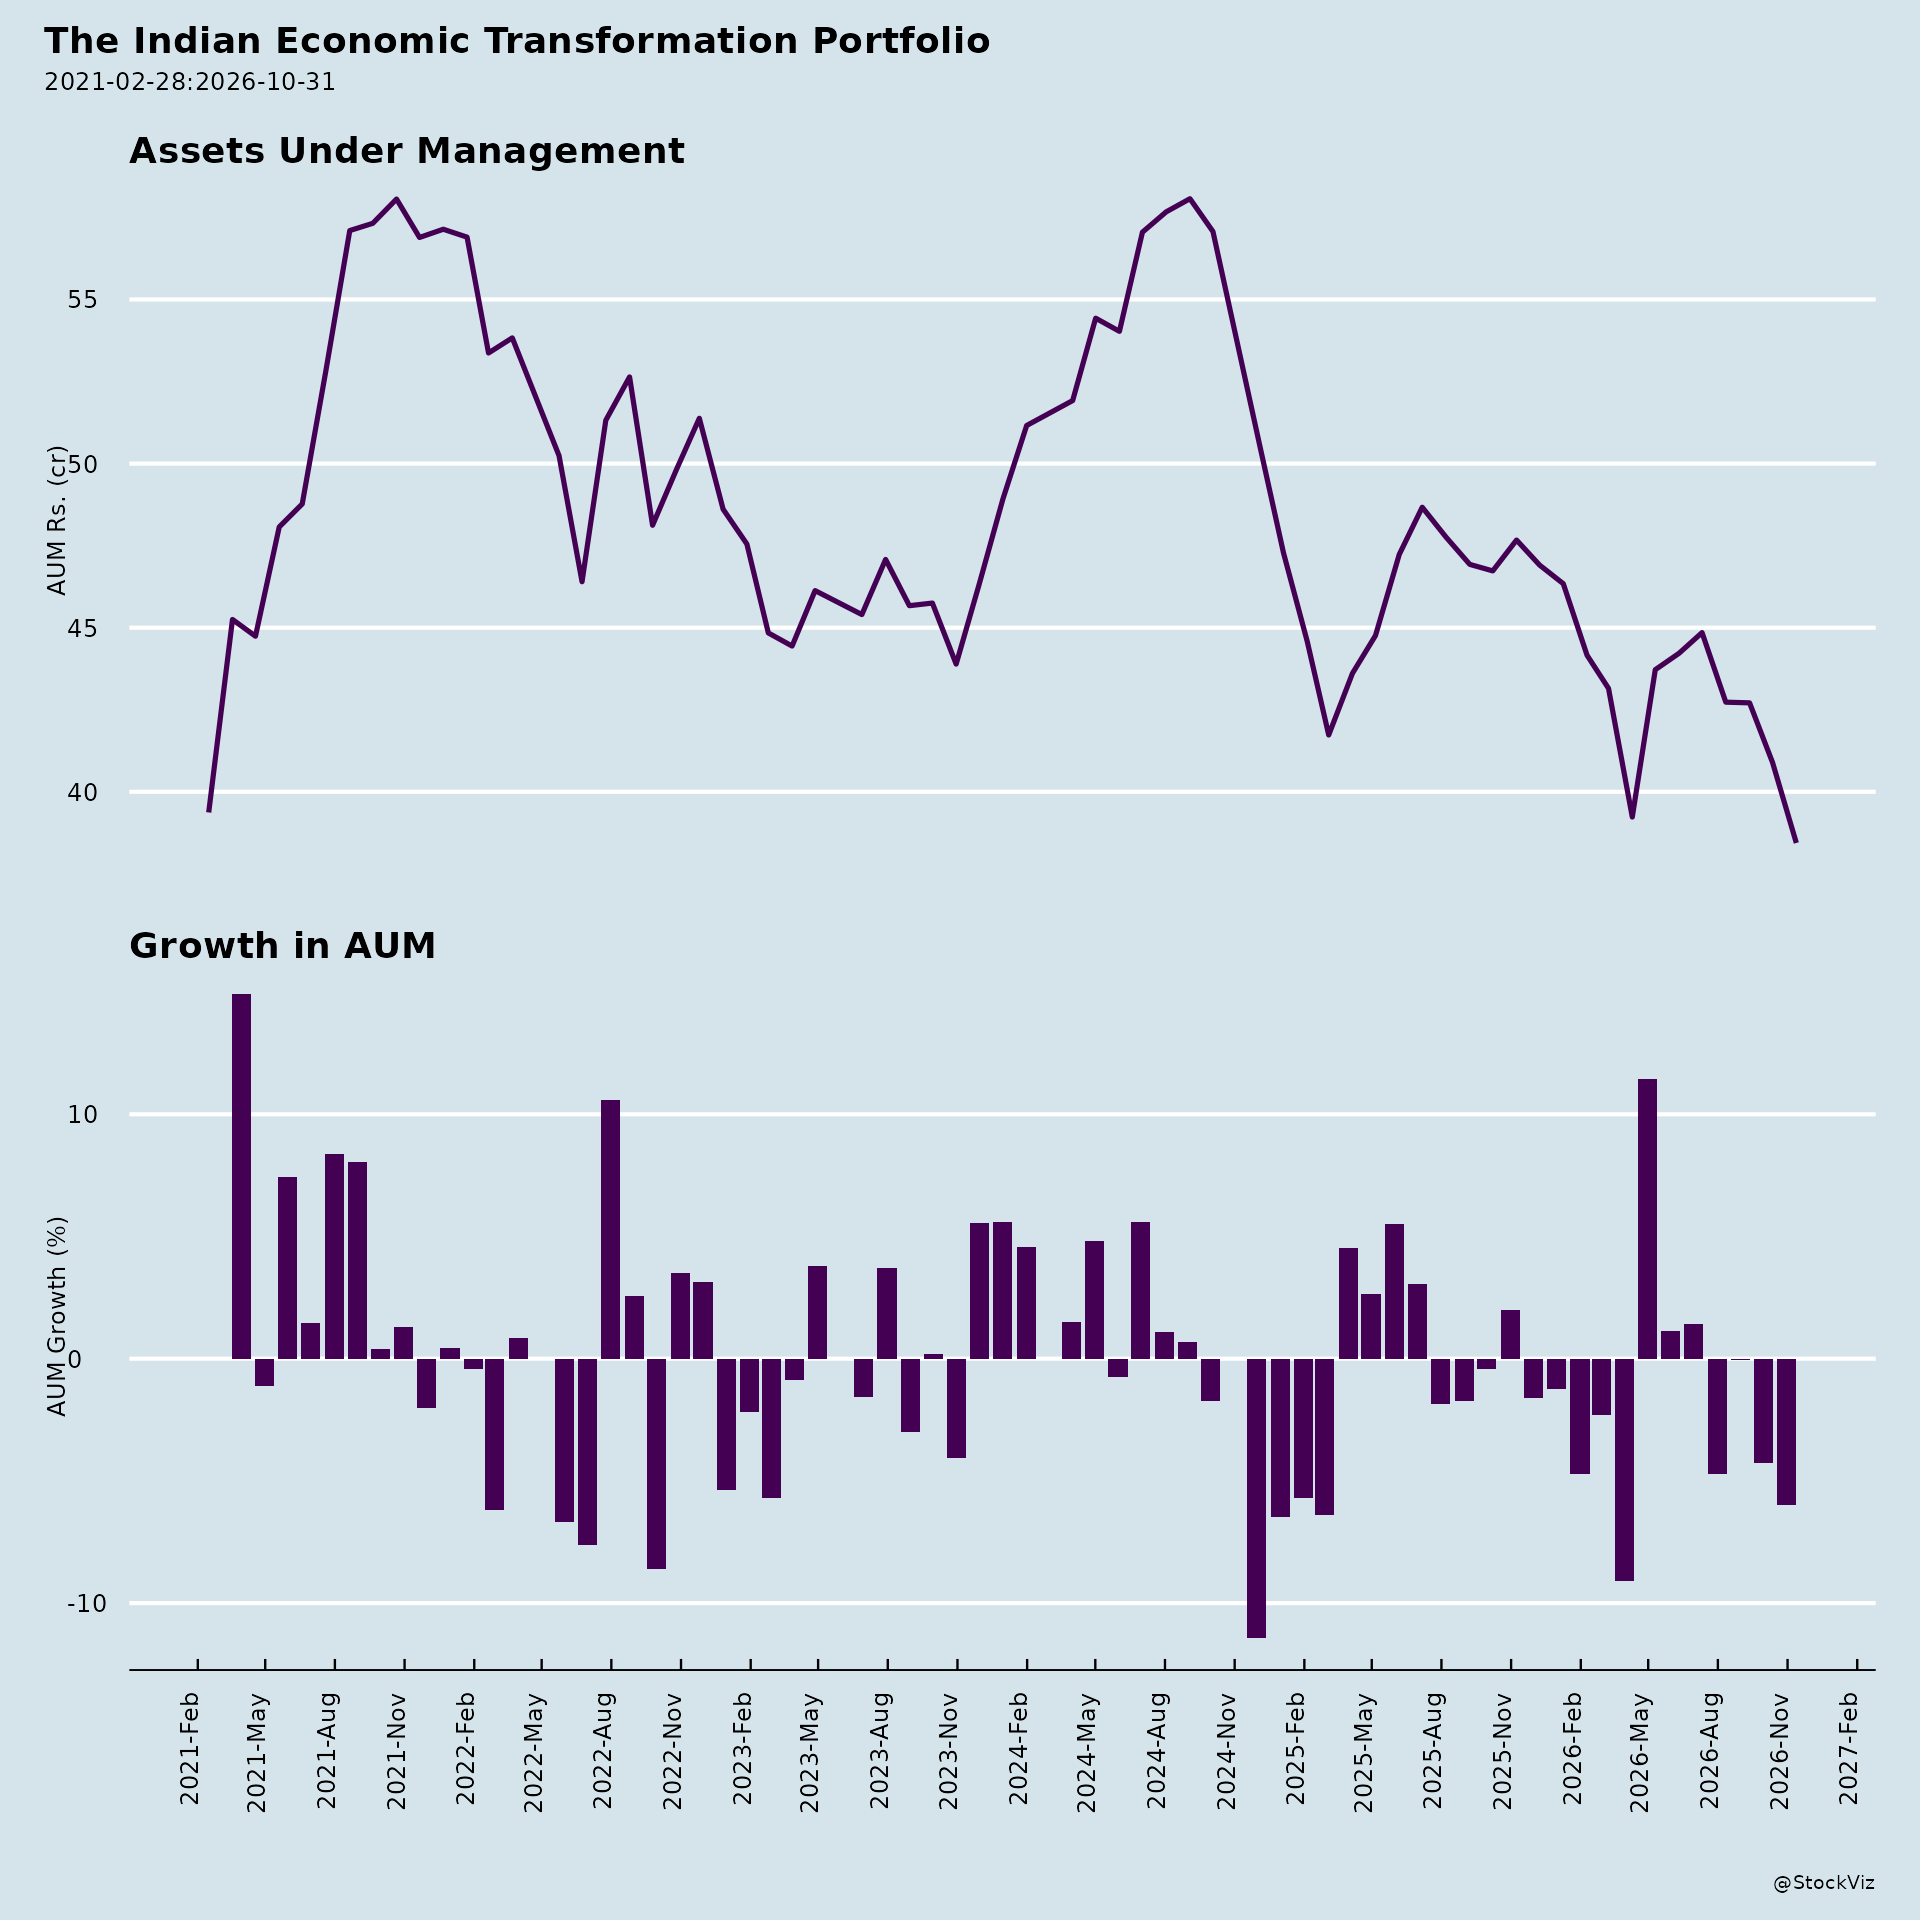 The Indian Economic Transformation Portfolio
2021-02-28:2026-10-31
Assets Under Management
AUM Rs. (cr)
55
50
45
40
Growth in AUM
AUM Growth (%)
10
0
-10
2021-Feb
2021-May
2021-Aug
2021-Nov
2022-Feb
2022-May
2022-Aug
2022-Nov
2023-Feb
2023-May
2023-Aug
2023-Nov
2024-Feb
2024-May
2024-Aug
2024-Nov
2025-Feb
2025-May
2025-Aug
2025-Nov
2026-Feb
2026-May
2026-Aug
2026-Nov
2027-Feb
@StockViz